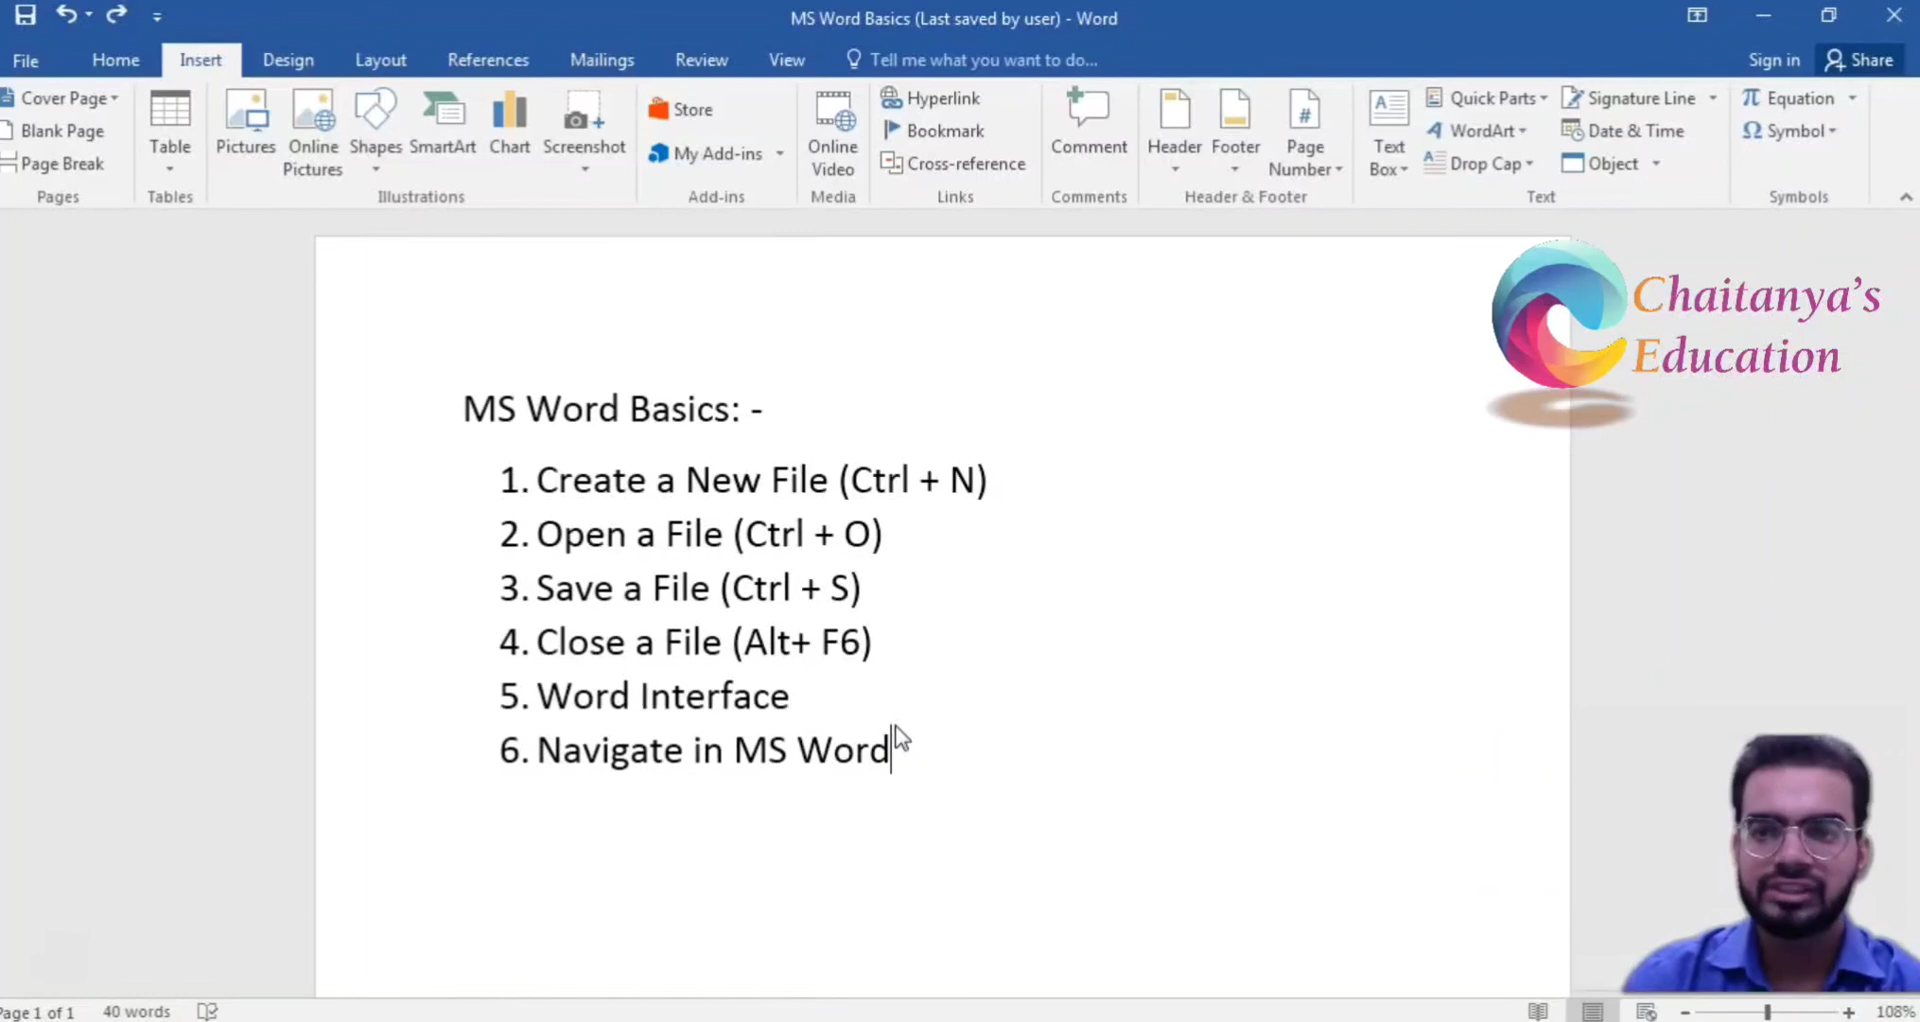 MS Word Basics (Last saved by user) - Word
File Home Insert Design Layout References Mailings Review View Tell me what you want to do... Sign in Share
Cover Page
Blank Page
Page Break
Pages
Table
Tables
Pictures
Online Pictures
Shapes
SmartArt
Chart
Screenshot
Illustrations
Store
My Add-ins
Add-ins
Online Video
Media
Hyperlink
Bookmark
Cross-reference
Links
Comment
Comments
Header
Footer
Page Number
#
Header & Footer
Text Box
A
Quick Parts
WordArt
Drop Cap
Signature Line
Date & Time
Object
Text
π Equation
Ω Symbol
Symbols
Chaitanya's
Education
MS Word Basics: -
1. Create a New File (Ctrl + N)
2. Open a File (Ctrl + O)
3. Save a File (Ctrl + S)
4. Close a File (Alt+ F6)
5. Word Interface
6. Navigate in MS Word
Page 1 of 1 40 words 108%